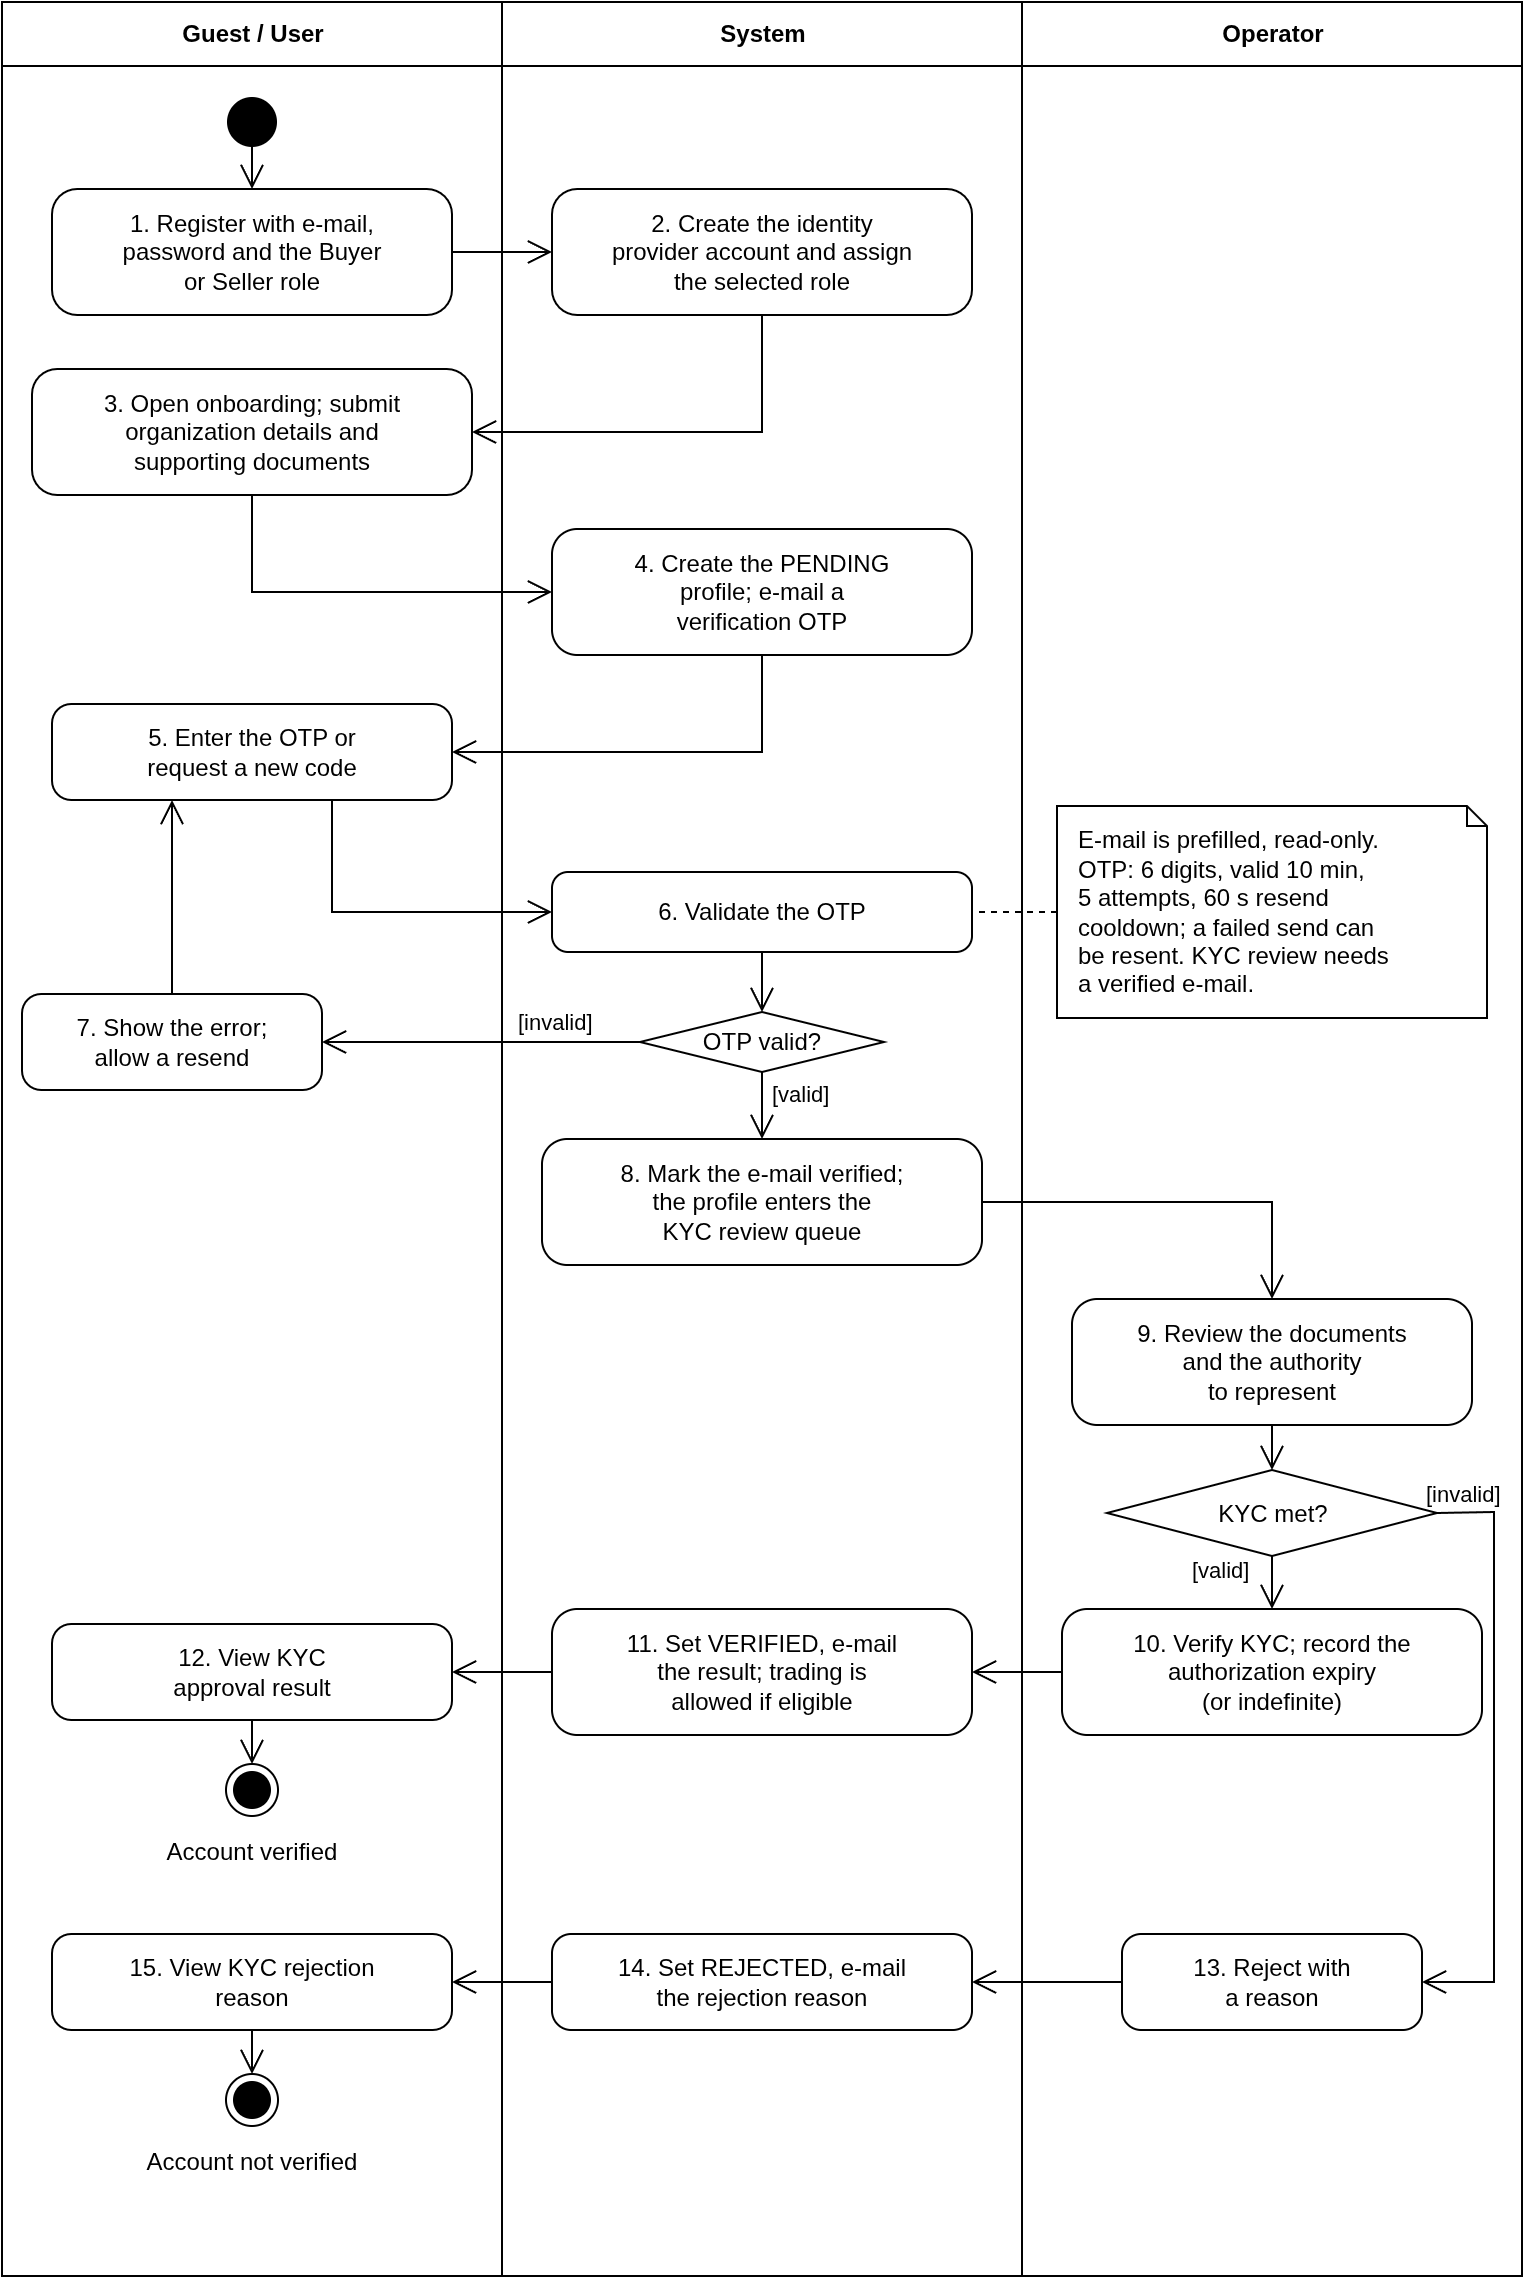 Guest / User
System
Operator
1. Register with e-mail,
password and the Buyer
or Seller role
2. Create the identity
provider account and assign
the selected role
3. Open onboarding; submit
organization details and
supporting documents
4. Create the PENDING
profile; e-mail a
verification OTP
5. Enter the OTP or
request a new code
E-mail is prefilled, read-only.
OTP: 6 digits, valid 10 min,
5 attempts, 60 s resend
cooldown; a failed send can
be resent. KYC review needs
a verified e-mail.
6. Validate the OTP
7. Show the error;
allow a resend
[invalid]
OTP valid?
[valid]
8. Mark the e-mail verified;
the profile enters the
KYC review queue
9. Review the documents
and the authority
to represent
KYC met?
[invalid]
[valid]
10. Verify KYC; record the
authorization expiry
(or indefinite)
11. Set VERIFIED, e-mail
the result; trading is
allowed if eligible
12. View KYC
approval result
Account verified
13. Reject with
a reason
14. Set REJECTED, e-mail
the rejection reason
15. View KYC rejection
reason
Account not verified